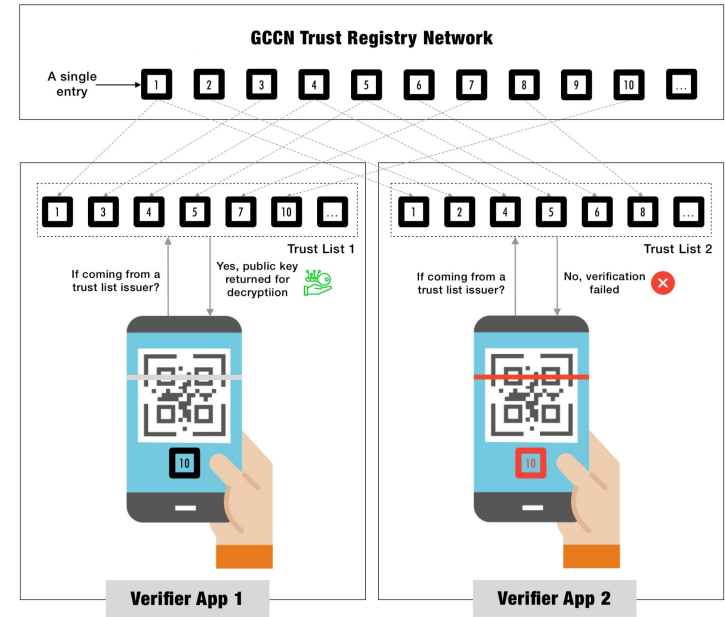 GCCN Trust Registry Network
A single
entry
1 2 3 4 5 6 7 8 9 10 ...
1 3 4 5 7 10 ...
Trust List 1
If coming from a
trust list issuer?
Yes, public key
returned for
decryptiion
10
Verifier App 1
1 2 4 5 6 8 ...
Trust List 2
If coming from a
trust list issuer?
No, verification
failed
10
Verifier App 2